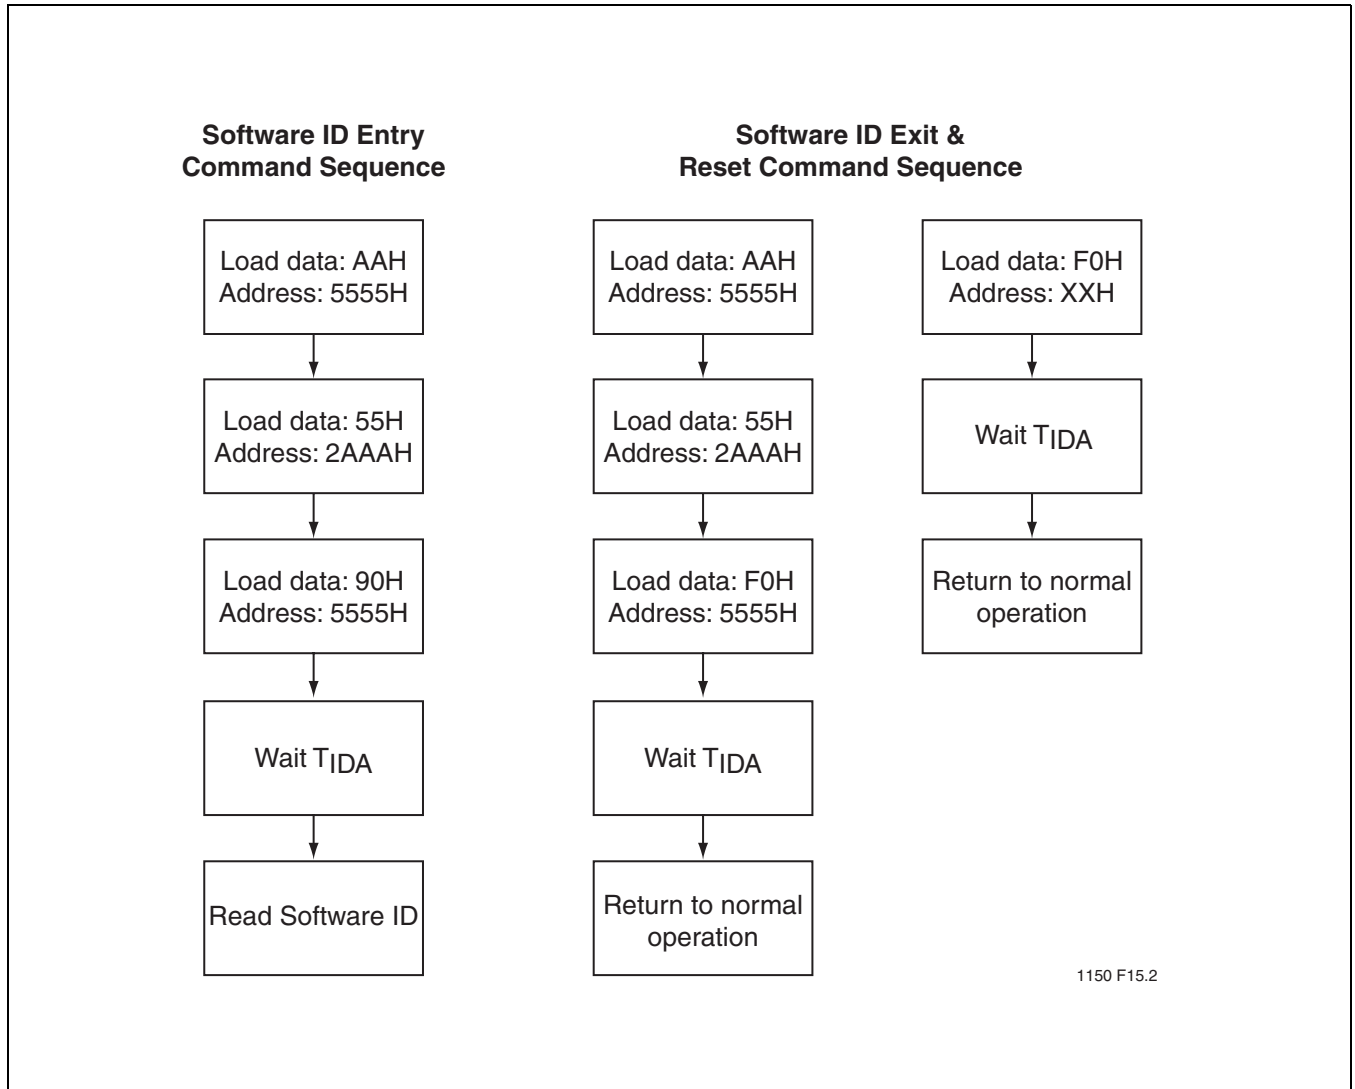 Software ID Entry
Command Sequence
Load data: AAH
Address: 5555H
Load data: 55H
Address: 2AAAH
Load data: 90H
Address: 5555H
Wait TIDA
Read Software ID
Software ID Exit &
Reset Command Sequence
Load data: AAH
Address: 5555H
Load data: 55H
Address: 2AAAH
Load data: F0H
Address: 5555H
Wait TIDA
Return to normal
operation
Load data: F0H
Address: XXH
Wait TIDA
Return to normal
operation
1150 F15.2